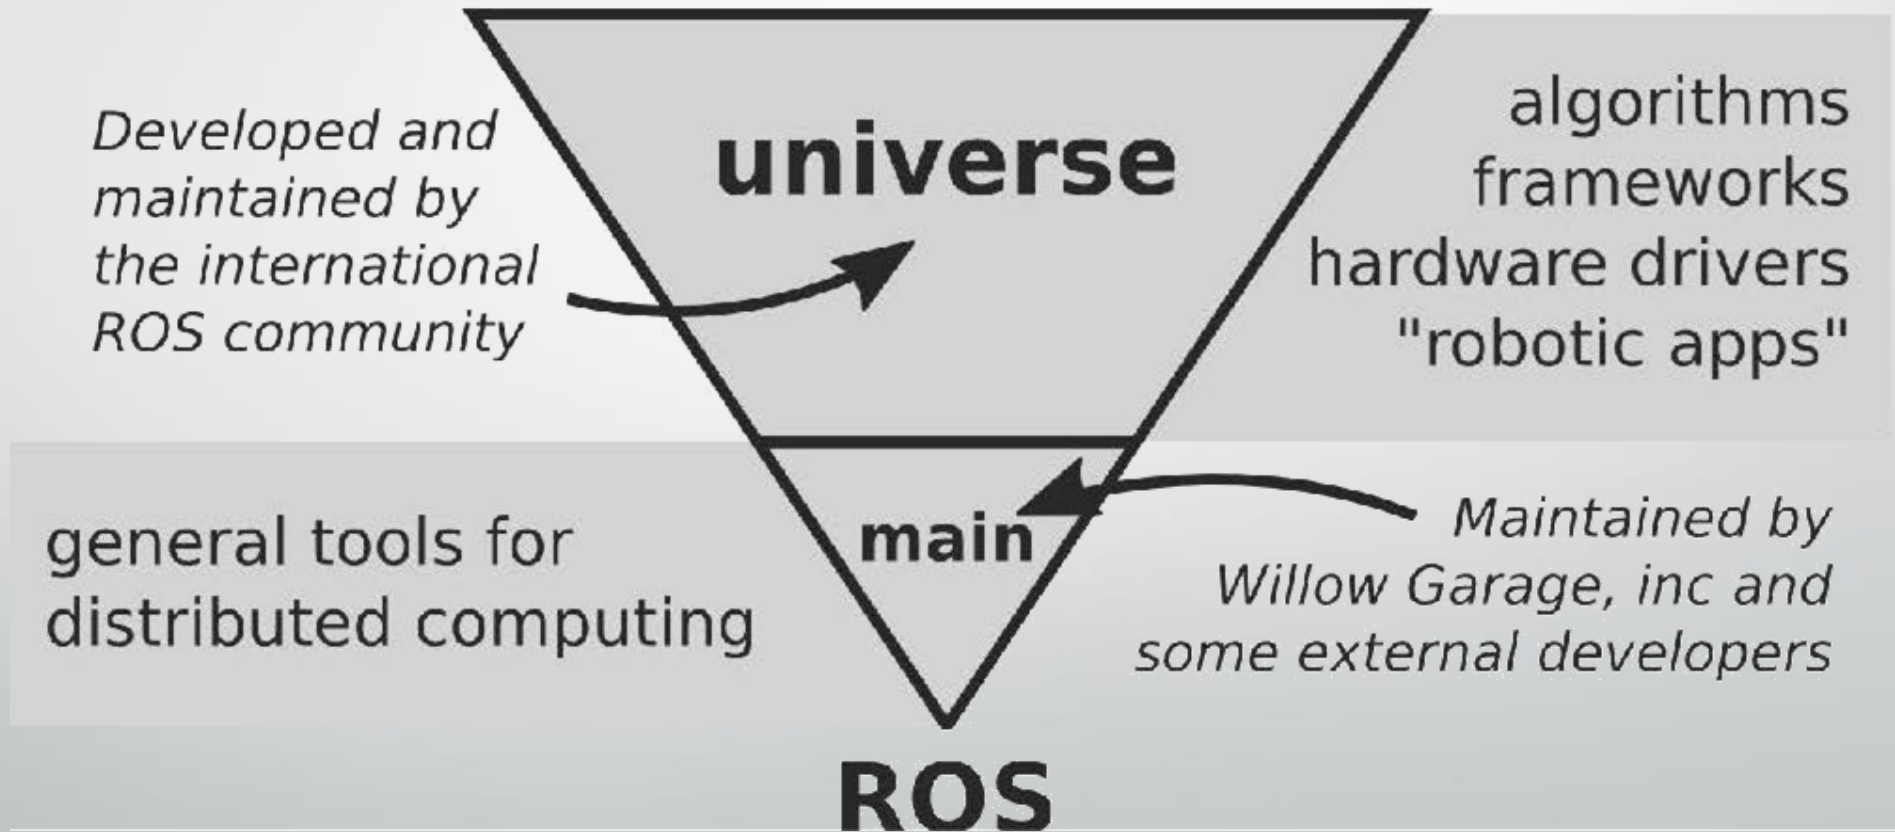 Developed and
maintained by
the international
ROS community
universe
algorithms
frameworks
hardware drivers
"robotic apps"
general tools for
distributed computing
main
Maintained by
Willow Garage, inc and
some external developers
ROS